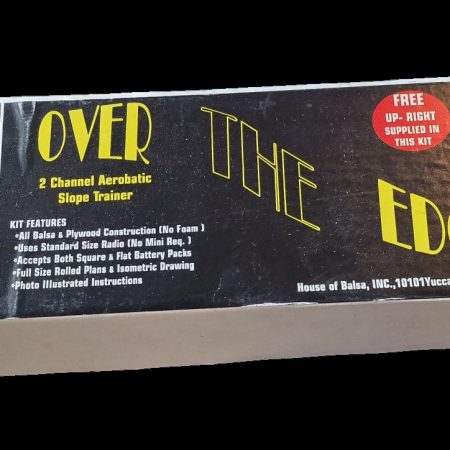 OVER
THE
FREE
UP- RIGHT
SUPPLIED IN
THIS KIT
2 Channel Aerobatic
Slope Trainer
KIT FEATURES
•All Balsa & Plywood Construction (No Foam )
•Uses Standard Size Radio (No Mini Req. )
•Accepts Both Square & Flat Battery Packs
•Full Size Rolled Plans & Isometric Drawing
•Photo Illustrated Instructions
House of Balsa, INC.,10101Yucca